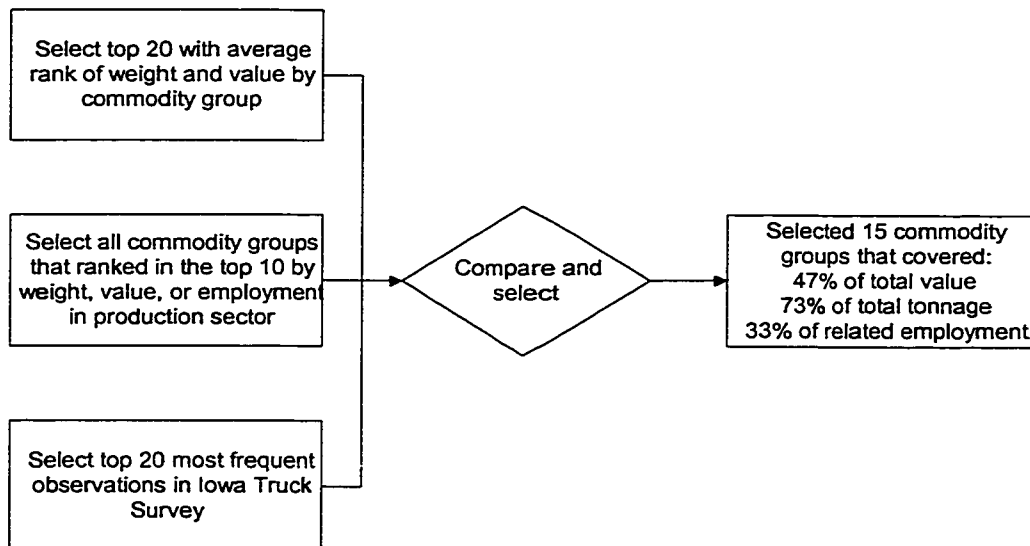 Select top 20 with average
rank of weight and value by
commodity group
Select all commodity groups
that ranked in the top 10 by
weight, value, or employment
in production sector
Select top 20 most frequent
observations in Iowa Truck
Survey
Compare and
select
Selected 15 commodity
groups that covered:
47% of total value
73% of total tonnage
33% of related employment